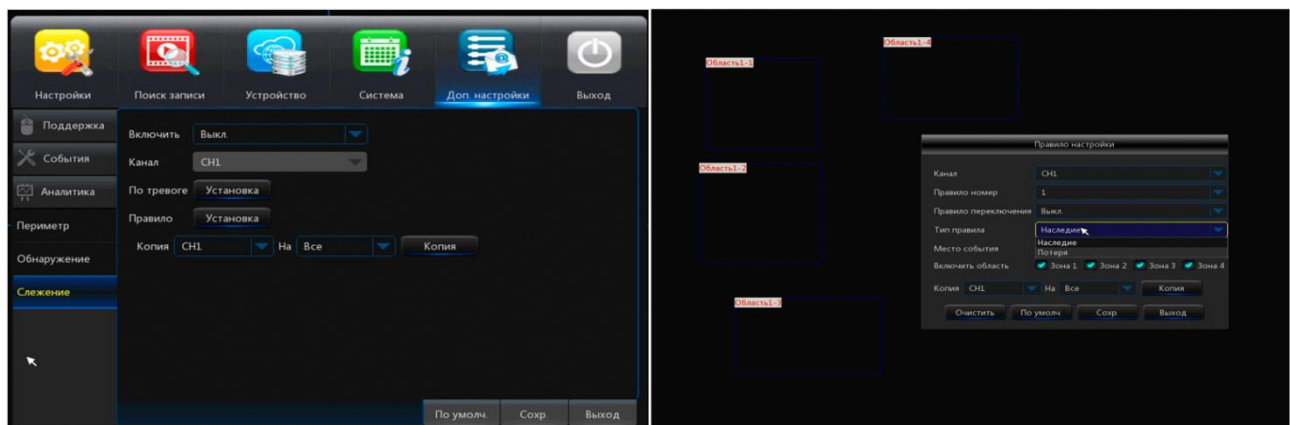 Настройки Поиск записи Устройство Система Доп. настройки Выход
Поддержка
События
Аналитика
Периметр
Обнаружение
Слежение
Включить Выкл.
Канал CH1
По тревоге Установка
Правило Установка
Копия CH1 На Все Копия
По умолч. Сохр. Выход
Область1-4
Область1-1
Область1-2
Область1-3
Правило настройки
Канал CH1
Правило номер 1
Правило переключения Выкл.
Тип правила Наследие
Наследие
Место события Потеря
Включить область Зона 1 Зона 2 Зона 3 Зона 4
Копия CH1 На Все Копия
Очистить По умолч. Сохр Выход